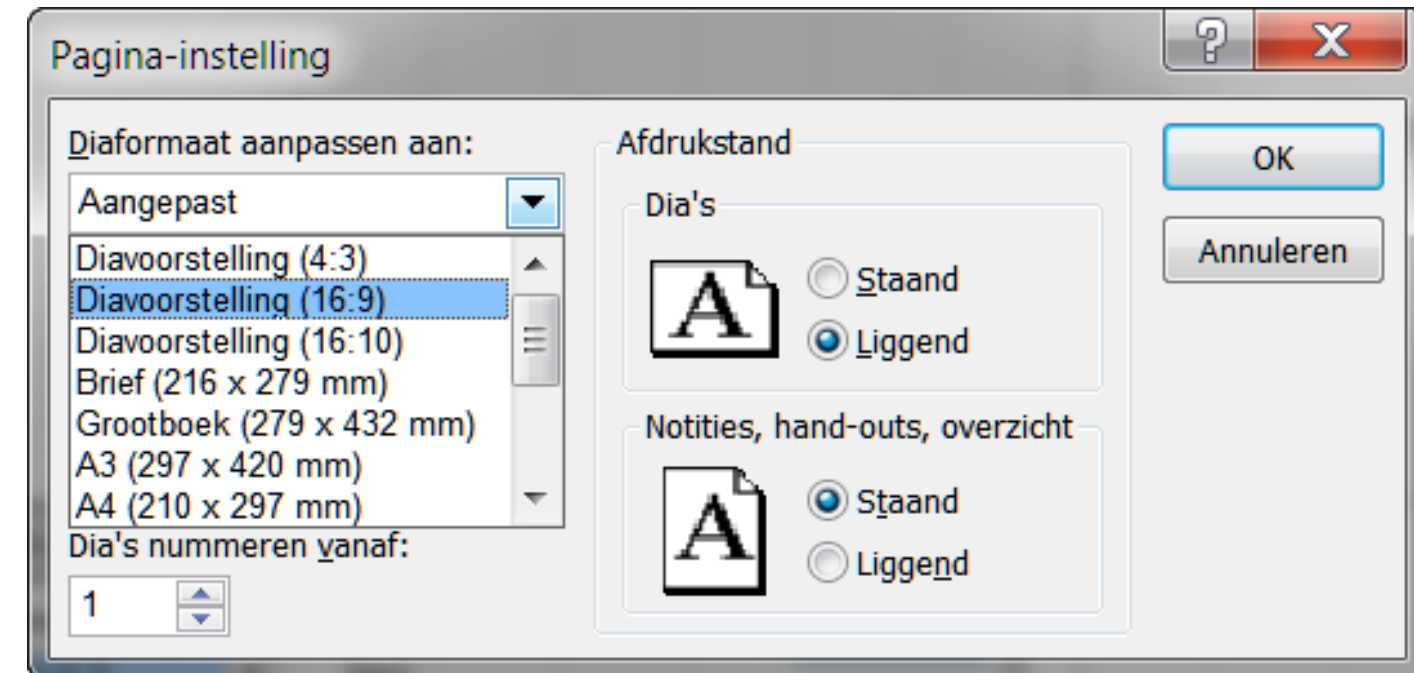 Pagina-instelling
Diaformaat aanpassen aan:
Aangepast
Diavoorstelling (4:3)
Diavoorstelling (16:9)
Diavoorstelling (16:10)
Brief (216 x 279 mm)
Grootboek (279 x 432 mm)
A3 (297 x 420 mm)
A4 (210 x 297 mm)
Dia's nummeren vanaf:
1
Afdrukstand
Dia's
A
Staand
Liggend
Notities, hand-outs, overzicht
A
Staand
Liggend
OK
Annuleren